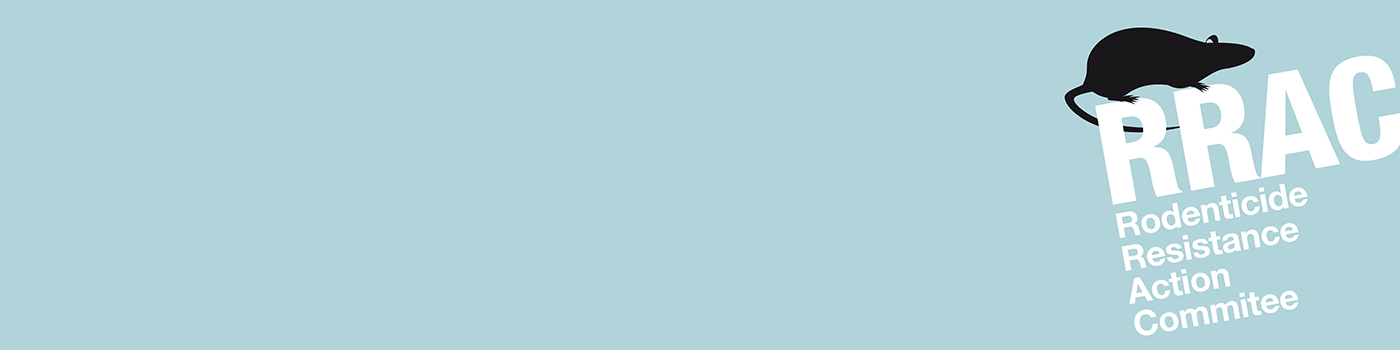 RRAC
Rodenticide
Resistance
Action
Commitee